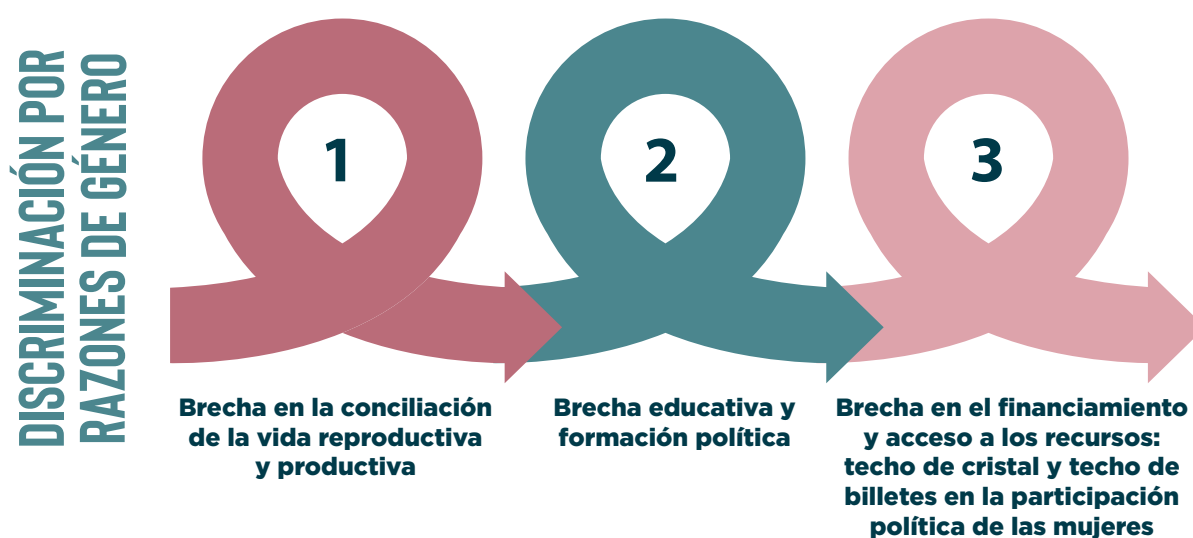 DISCRIMINACIÓN POR
RAZONES DE GÉNERO
1
2
3
Brecha en la conciliación
de la vida reproductiva
y productiva
Brecha educativa y
formación política
Brecha en el financiamiento
y acceso a los recursos:
techo de cristal y techo de
billetes en la participación
política de las mujeres